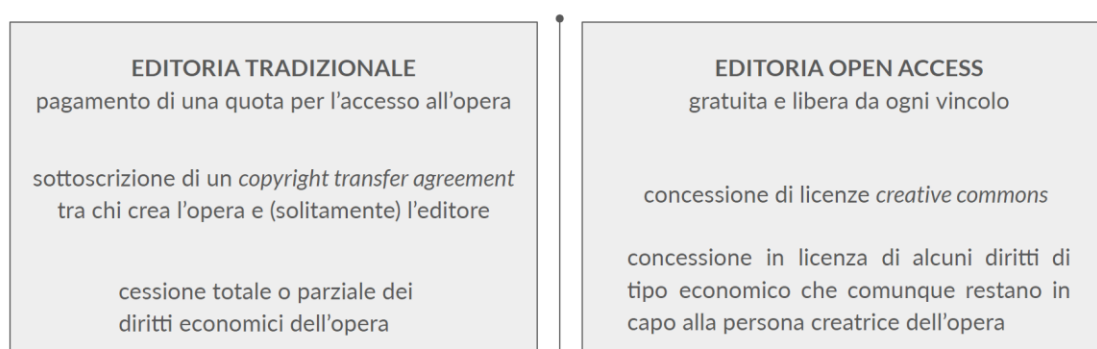 EDITORIA TRADIZIONALE
pagamento di una quota per l’accesso all’opera
sottoscrizione di un copyright transfer agreement
tra chi crea l’opera e (solitamente) l’editore
cessione totale o parziale dei
diritti economici dell’opera
EDITORIA OPEN ACCESS
gratuita e libera da ogni vincolo
concessione di licenze creative commons
concessione in licenza di alcuni diritti di
tipo economico che comunque restano in
capo alla persona creatrice dell’opera